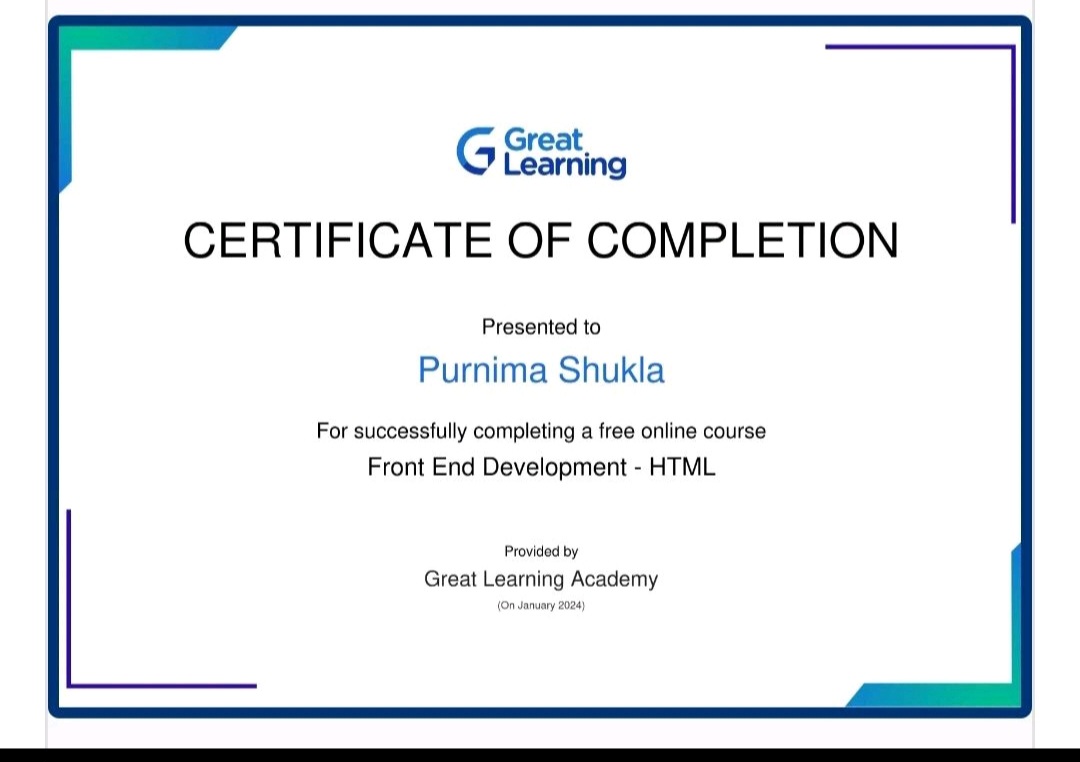 Great
Learning
CERTIFICATE OF COMPLETION
Presented to
Purnima Shukla
For successfully completing a free online course
Front End Development - HTML
Provided by
Great Learning Academy
(On January 2024)